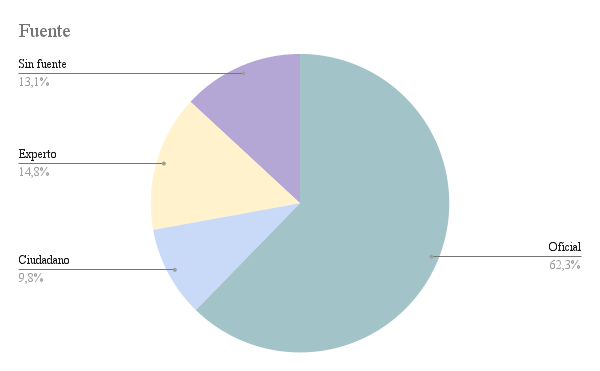 Fuente
Sin fuente
13,1%
Experto
14,8%
Ciudadano
9,8%
Oficial
62,3%